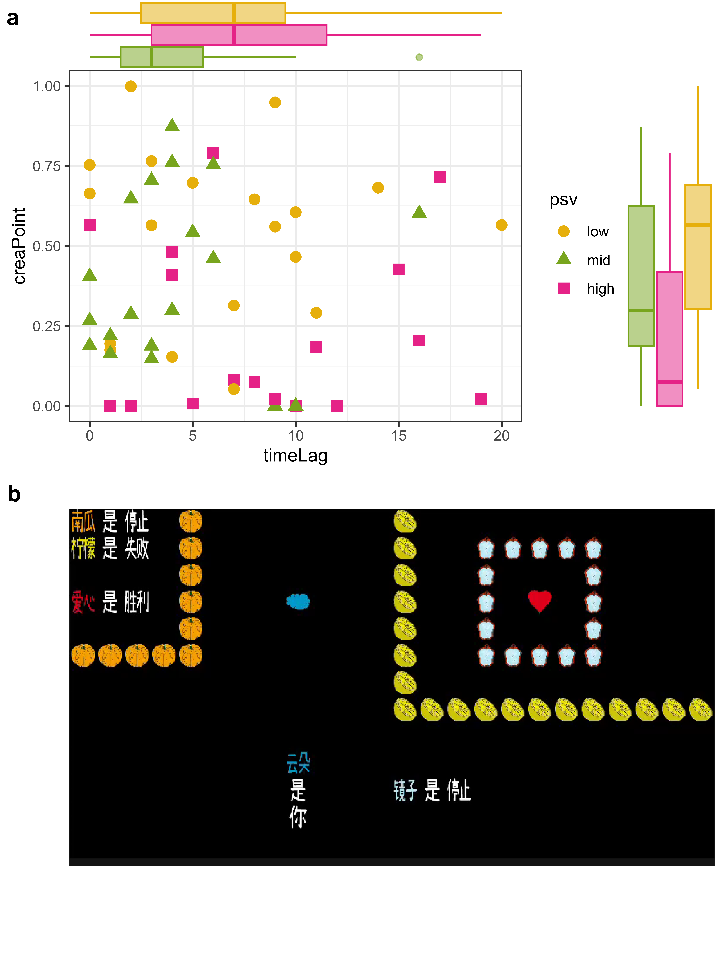 a
1.00
0.75
0.50
0.25
0.00
creaPoint
0 5 10 15 20
timeLag
psv
low
mid
high
b
南瓜 是 停止
柠檬 是 失败
爱心 是 胜利
云朵
是
你
镜子 是 停止